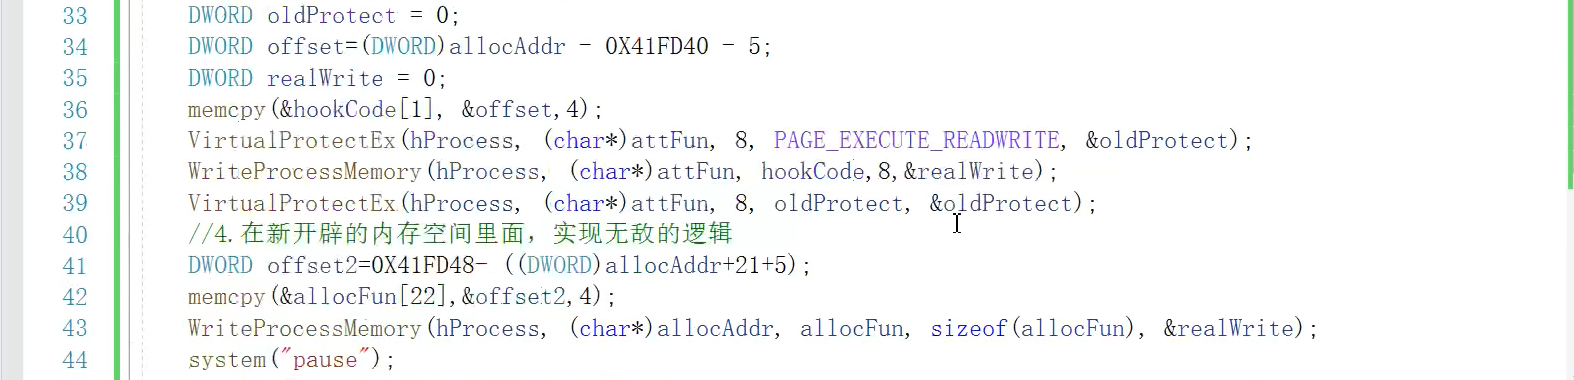 33 DWORD oldProtect = 0;
34 DWORD offset=(DWORD)allocAddr - 0X41FD40 - 5;
35 DWORD realWrite = 0;
36 memcpy(&hookCode[1], &offset,4);
37 VirtualProtectEx(hProcess, (char*)attFun, 8, PAGE_EXECUTE_READWRITE, &oldProtect);
38 WriteProcessMemory(hProcess, (char*)attFun, hookCode,8,&realWrite);
39 VirtualProtectEx(hProcess, (char*)attFun, 8, oldProtect, &oldProtect);
40 //4.在新开辟的内存空间里面，实现无敌的逻辑
41 DWORD offset2=0X41FD48- ((DWORD)allocAddr+21+5);
42 memcpy(&allocFun[22],&offset2,4);
43 WriteProcessMemory(hProcess, (char*)allocAddr, allocFun, sizeof(allocFun), &realWrite);
44 system("pause");